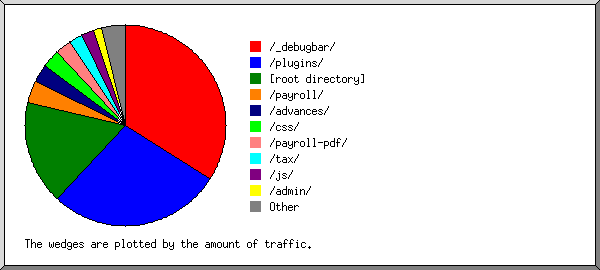 /_debugbar/
/plugins/
[root directory]
/payroll/
/advances/
/css/
/payroll-pdf/
/tax/
/js/
/admin/
Other
The wedges are plotted by the amount of traffic.